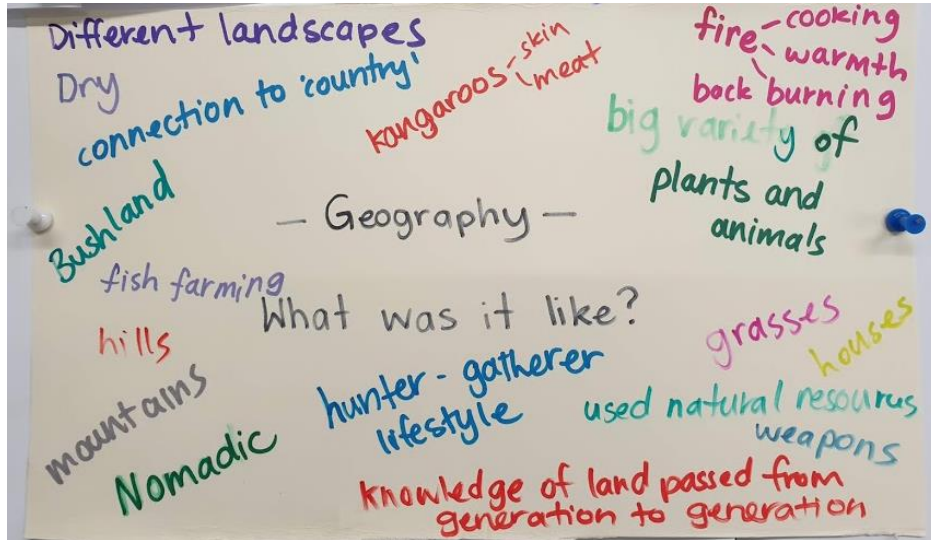 Different landscapes
Dry
connection to 'country'
kangaroos - skin
meat
fire - cooking
warmth
back burning
big variety of
plants and
animals
Bushland
- Geography -
fish farming
What was it like?
hills
mountains
Nomadic
hunter - gatherer
lifestyle
grasses
houses
used natural resources
weapons
knowledge of land passed from
generation to generation